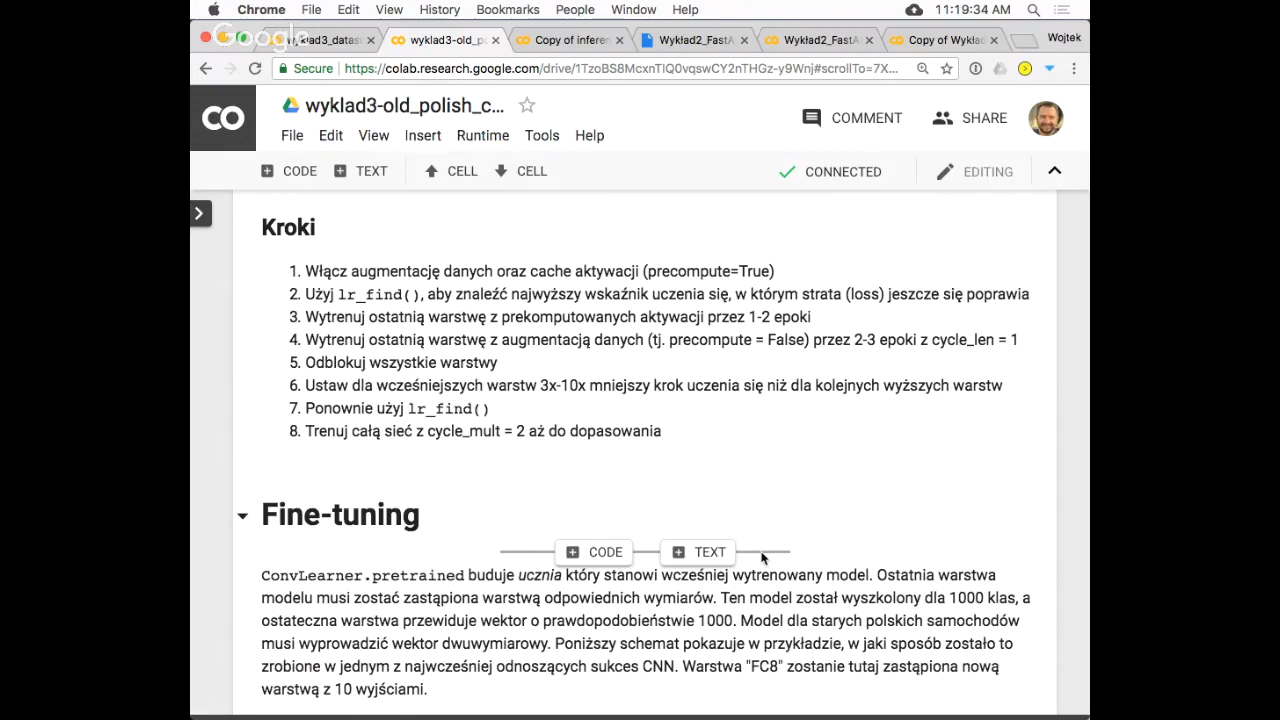 Chrome File Edit View History Bookmarks People Window Help 11:19:34 AM
Google
wyklad3-old_po Copy of inferen Wykład2_FastA Wykład2_FastA Copy of Wykła Wojtek
Secure https://colab.research.google.com/drive/1TzoBS8McxnTiQ0vqswCY2nTHGz-y9Wnj#scrollTo=7X...
CO wyklad3-old_polish_c...
File Edit View Insert Runtime Tools Help COMMENT SHARE
CODE TEXT CELL CELL CONNECTED EDITING
Kroki
1. Włącz augmentację danych oraz cache aktywacji (precompute=True)
2. Użyj lr_find(), aby znaleźć najwyższy wskaźnik uczenia się, w którym strata (loss) jeszcze się poprawia
3. Wytrenuj ostatnią warstwę z prekomputowanych aktywacji przez 1-2 epoki
4. Wytrenuj ostatnią warstwę z augmentacją danych (tj. precompute = False) przez 2-3 epoki z cycle_len = 1
5. Odblokuj wszystkie warstwy
6. Ustaw dla wcześniejszych warstw 3x-10x mniejszy krok uczenia się niż dla kolejnych wyższych warstw
7. Ponownie użyj lr_find()
8. Trenuj całą sieć z cycle_mult = 2 aż do dopasowania
Fine-tuning
CODE TEXT
ConvLearner.pretrained buduje ucznia który stanowi wcześniej wytrenowany model. Ostatnia warstwa
modelu musi zostać zastąpiona warstwą odpowiednich wymiarów. Ten model został wyszkolony dla 1000 klas, a
ostateczna warstwa przewiduje wektor o prawdopodobieństwie 1000. Model dla starych polskich samochodów
musi wyprowadzić wektor dwuwymiarowy. Poniższy schemat pokazuje w przykładzie, w jaki sposób zostało to
zrobione w jednym z najwcześniej odnoszących sukces CNN. Warstwa "FC8" zostanie tutaj zastąpiona nową
warstwą z 10 wyjściami.